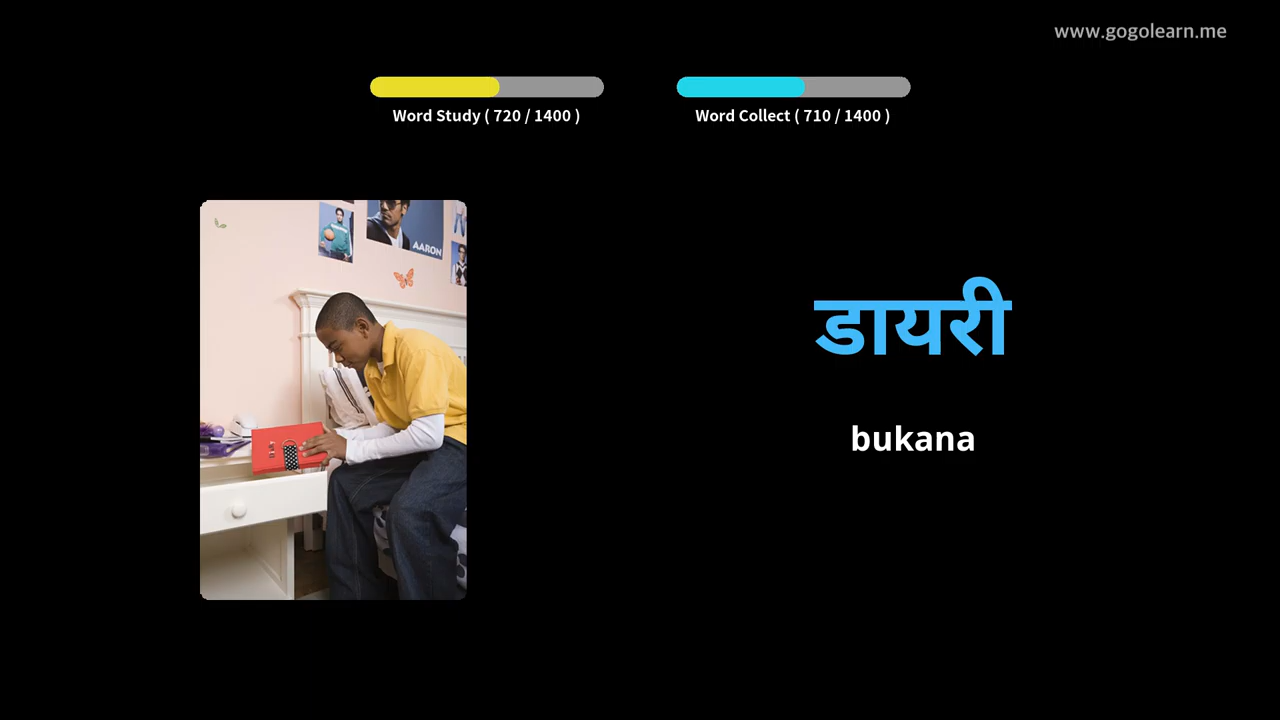 www.gogolearn.me
Word Study ( 720 / 1400 )
Word Collect ( 710 / 1400 )
AARON
डायरी
bukana